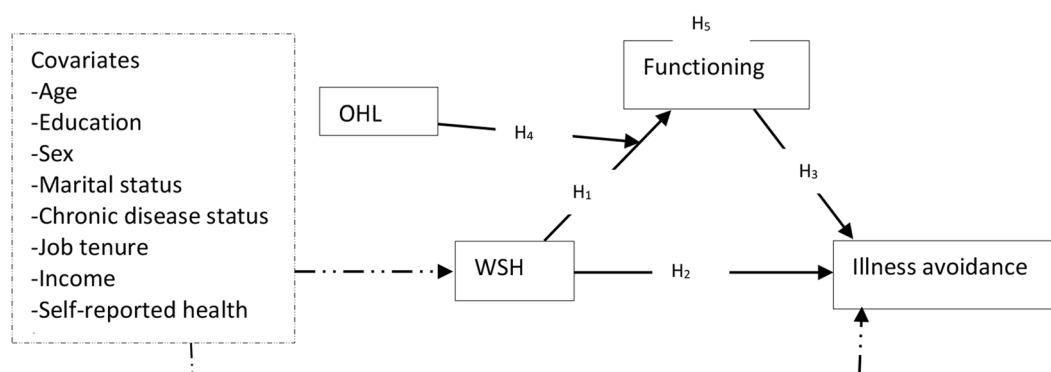 Covariates
-Age
-Education
-Sex
-Marital status
-Chronic disease status
-Job tenure
-Income
-Self-reported health
OHL
H₄
H₅
Functioning
H₁
H₃
WSH
H₂
Illness avoidance